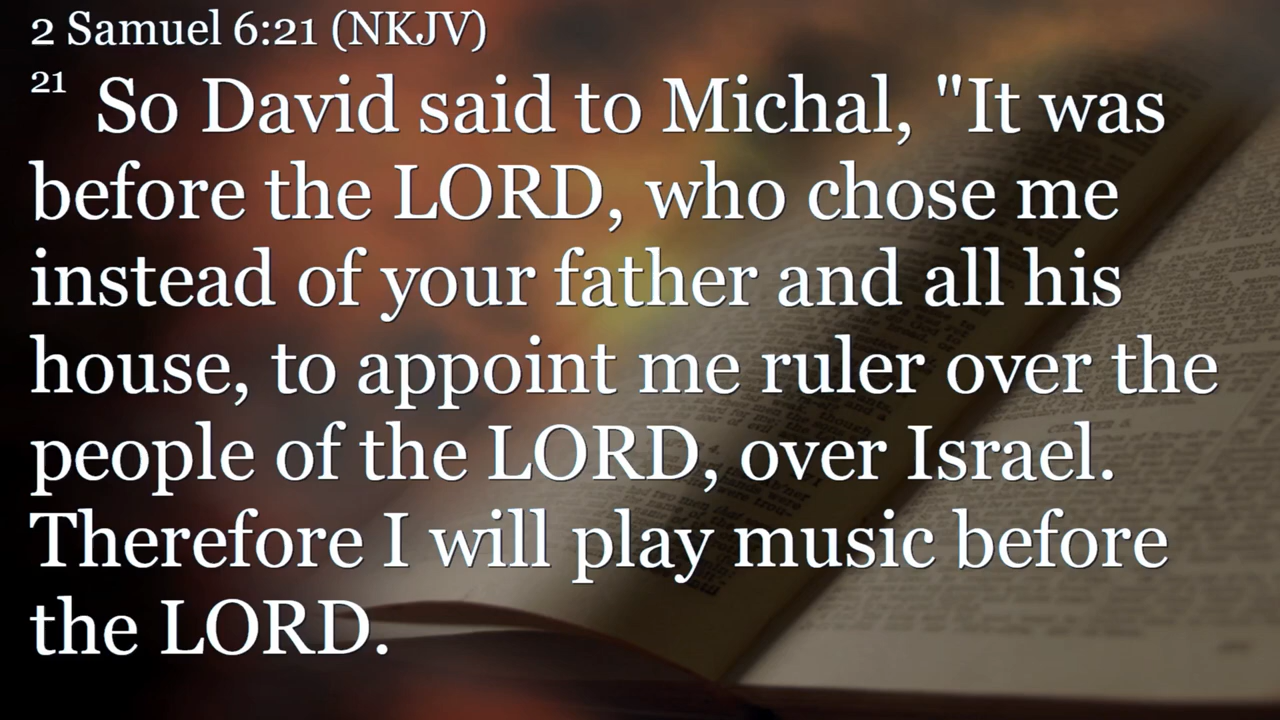 2 Samuel 6:21 (NKJV)
21 So David said to Michal, "It was
before the LORD, who chose me
instead of your father and all his
house, to appoint me ruler over the
people of the LORD, over Israel.
Therefore I will play music before
the LORD.